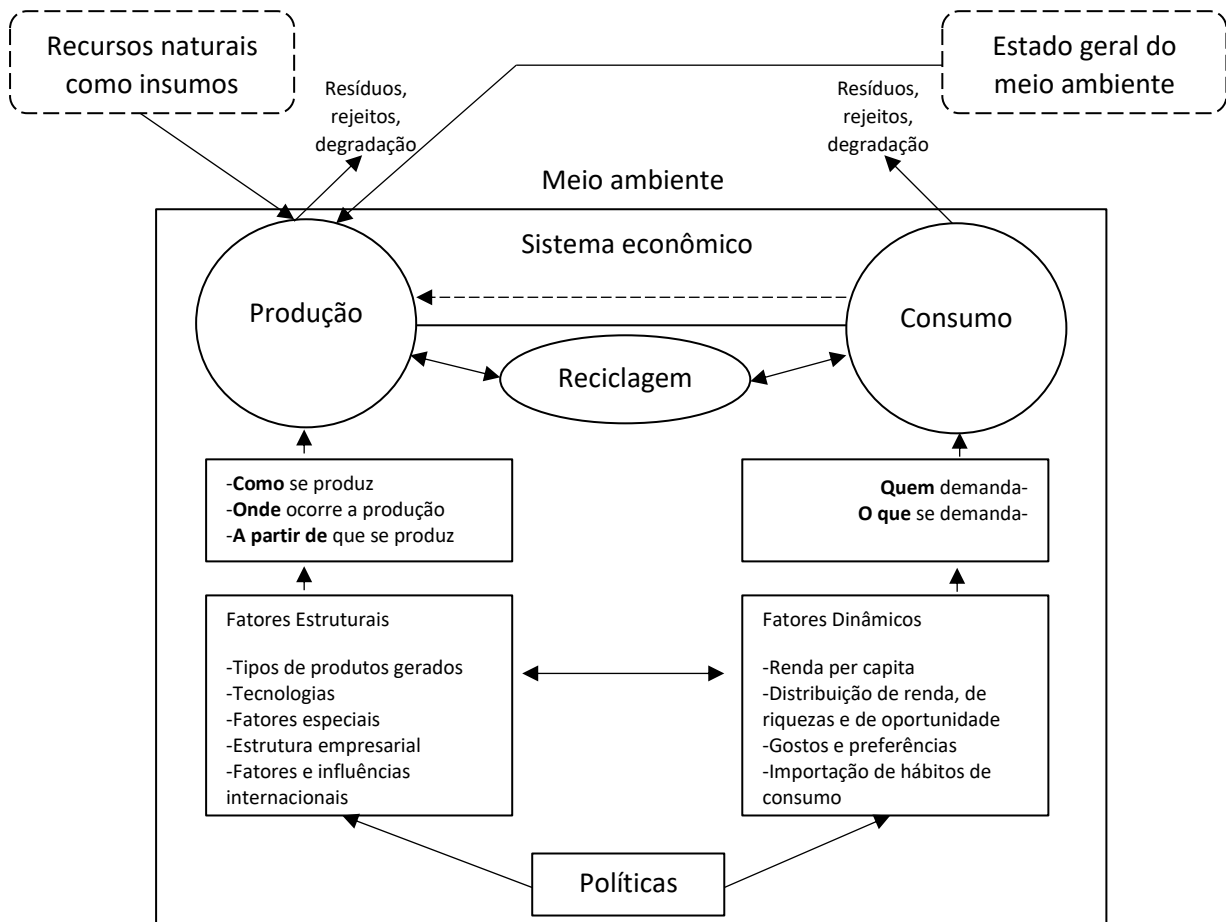 Recursos naturais
como insumos
Estado geral do
meio ambiente
Resíduos,
rejeitos,
degradação
Resíduos,
rejeitos,
degradação
Meio ambiente
Sistema econômico
Produção
Consumo
Reciclagem
-Como se produz
-Onde ocorre a produção
-A partir de que se produz
Quem demanda-
O que se demanda-
Fatores Estruturais
-Tipos de produtos gerados
-Tecnologias
-Fatores especiais
-Estrutura empresarial
-Fatores e influências
internacionais
Fatores Dinâmicos
-Renda per capita
-Distribuição de renda, de
riquezas e de oportunidade
-Gostos e preferências
-Importação de hábitos de
consumo
Políticas